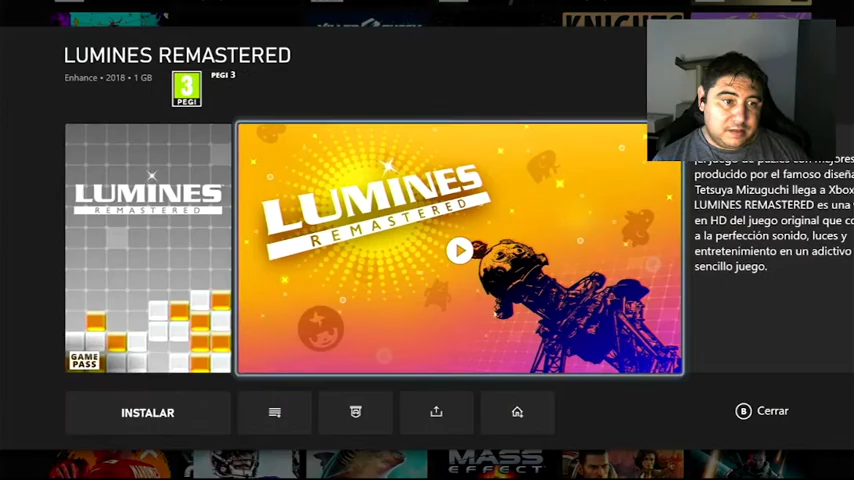 KNIGHTS
LUMINES REMASTERED
Enhance • 2018 • 1 GB
3
PEGI
PEGI 3
LUMINES
REMASTERED
GAME
PASS
LUMINES
REMASTERED
producido por el famoso diseña
Tetsuya Mizuguchi llega a Xbox
LUMINES REMASTERED es una
en HD del juego original que co
a la perfección sonido, luces y
entretenimiento en un adictivo
sencillo juego.
INSTALAR
B Cerrar
MASS
EFFECT